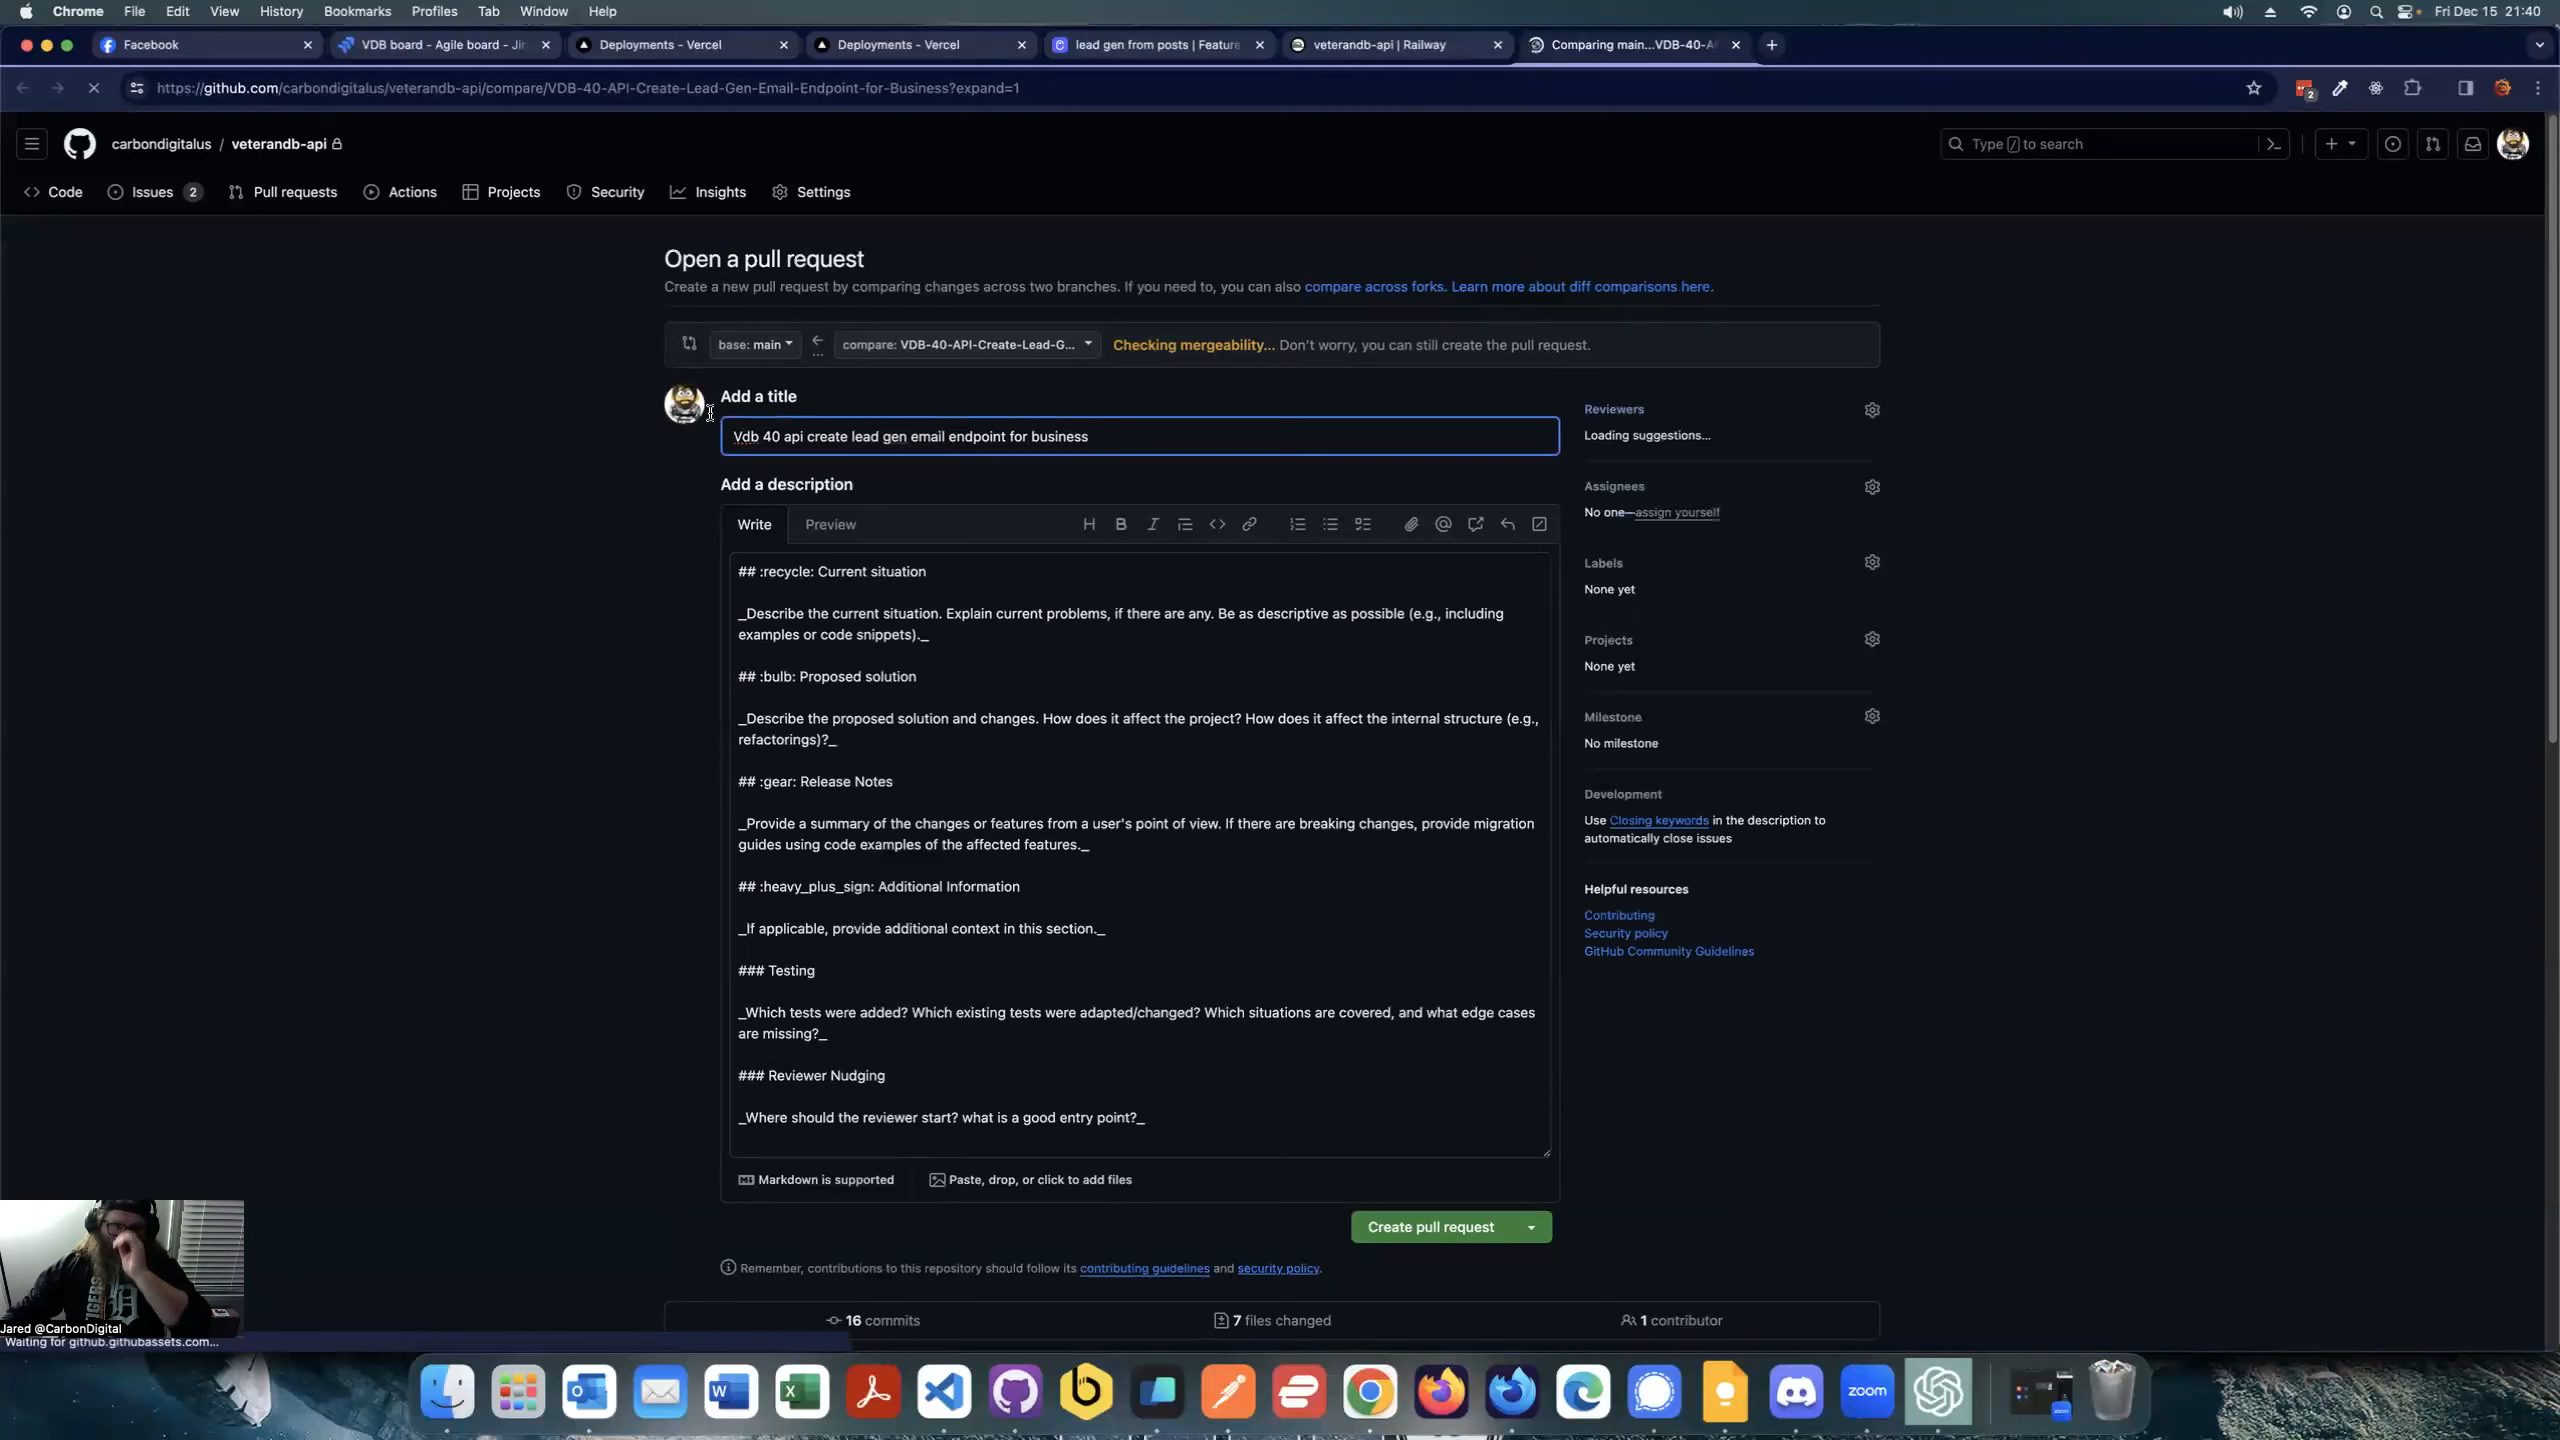 Chrome File Edit View History Bookmarks Profiles Tab Window Help
Fri Dec 15 21:40
Facebook
VDB board - Agile board - Jir
Deployments - Vercel
Deployments - Vercel
lead gen from posts | Feature
veterandb-api | Railway
Comparing main...VDB-40-A
https://github.com/carbondigitalus/veterandb-api/compare/VDB-40-API-Create-Lead-Gen-Email-Endpoint-for-Business?expand=1
2
carbondigitalus / veterandb-api
Type / to search
Code
Issues 2
Pull requests
Actions
Projects
Security
Insights
Settings
Open a pull request
Create a new pull request by comparing changes across two branches. If you need to, you can also compare across forks. Learn more about diff comparisons here.
base: main
compare: VDB-40-API-Create-Lead-G...
Checking mergeability... Don't worry, you can still create the pull request.
Add a title
Vdb 40 api create lead gen email endpoint for business
Add a description
Write Preview
## :recycle: Current situation
_Describe the current situation. Explain current problems, if there are any. Be as descriptive as possible (e.g., including
examples or code snippets)._
## :bulb: Proposed solution
_Describe the proposed solution and changes. How does it affect the project? How does it affect the internal structure (e.g.,
refactorings)?_
## :gear: Release Notes
_Provide a summary of the changes or features from a user's point of view. If there are breaking changes, provide migration
guides using code examples of the affected features._
## :heavy_plus_sign: Additional Information
_If applicable, provide additional context in this section._
### Testing
_Which tests were added? Which existing tests were adapted/changed? Which situations are covered, and what edge cases
are missing?_
### Reviewer Nudging
_Where should the reviewer start? what is a good entry point?_
Markdown is supported
Paste, drop, or click to add files
Create pull request
Remember, contributions to this repository should follow its contributing guidelines and security policy.
16 commits
7 files changed
1 contributor
Reviewers
Loading suggestions...
Assignees
No one—assign yourself
Labels
None yet
Projects
None yet
Milestone
No milestone
Development
Use Closing keywords in the description to
automatically close issues
Helpful resources
Contributing
Security policy
GitHub Community Guidelines
TIGERS
Jared @CarbonDigital
Waiting for github.githubassets.com...
zoom